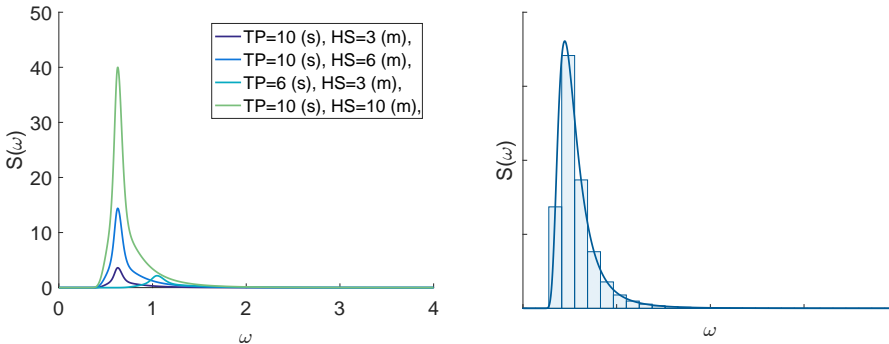 50
40
30
20
10
0
S(ω)
0
1
2
3
4
ω
TP=10 (s), HS=3 (m),
TP=10 (s), HS=6 (m),
TP=6 (s), HS=3 (m),
TP=10 (s), HS=10 (m),
S(ω)
ω